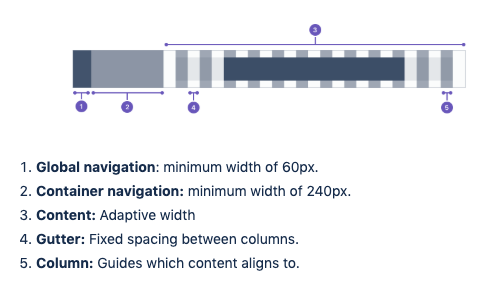 3
1
2
4
5
1. Global navigation: minimum width of 60px.
2. Container navigation: minimum width of 240px.
3. Content: Adaptive width
4. Gutter: Fixed spacing between columns.
5. Column: Guides which content aligns to.